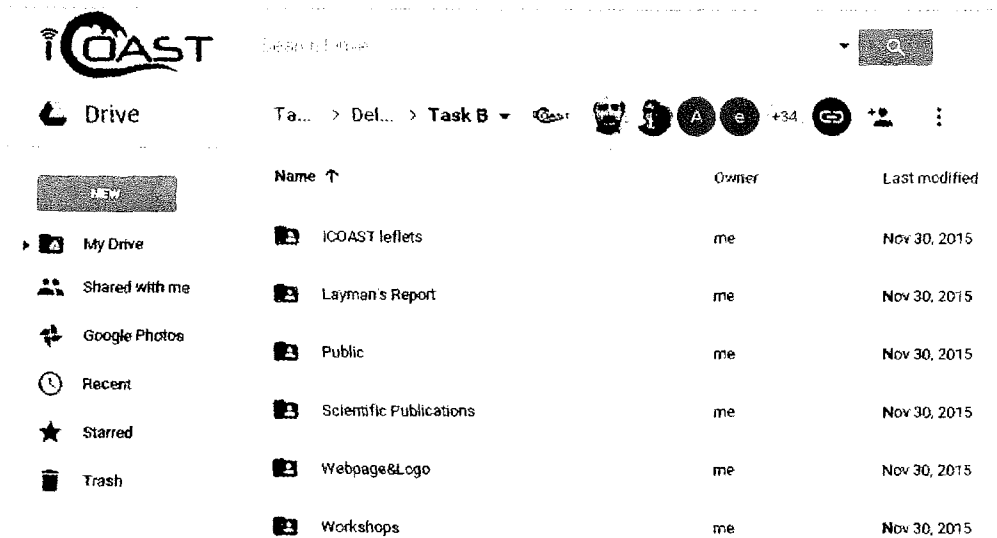 iCOAST
Search Drive
Drive
Ta... > Del... > Task B
A e +34
NEW
My Drive
Shared with me
Google Photos
Recent
Starred
Trash
Name ↑ Owner Last modified
iCOAST leflets me Nov 30, 2015
Layman's Report me Nov 30, 2015
Public me Nov 30, 2015
Scientific Publications me Nov 30, 2015
Webpage&Logo me Nov 30, 2015
Workshops me Nov 30, 2015